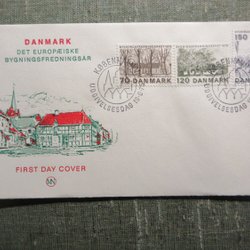 DANMARK
DET EUROPÆISKE
BYGNINGSFREDNINGSÅR
FIRST DAY COVER
KØBENHAVN
UDGIVELSESDAG
70 DANMARK
120 DANMARK
150